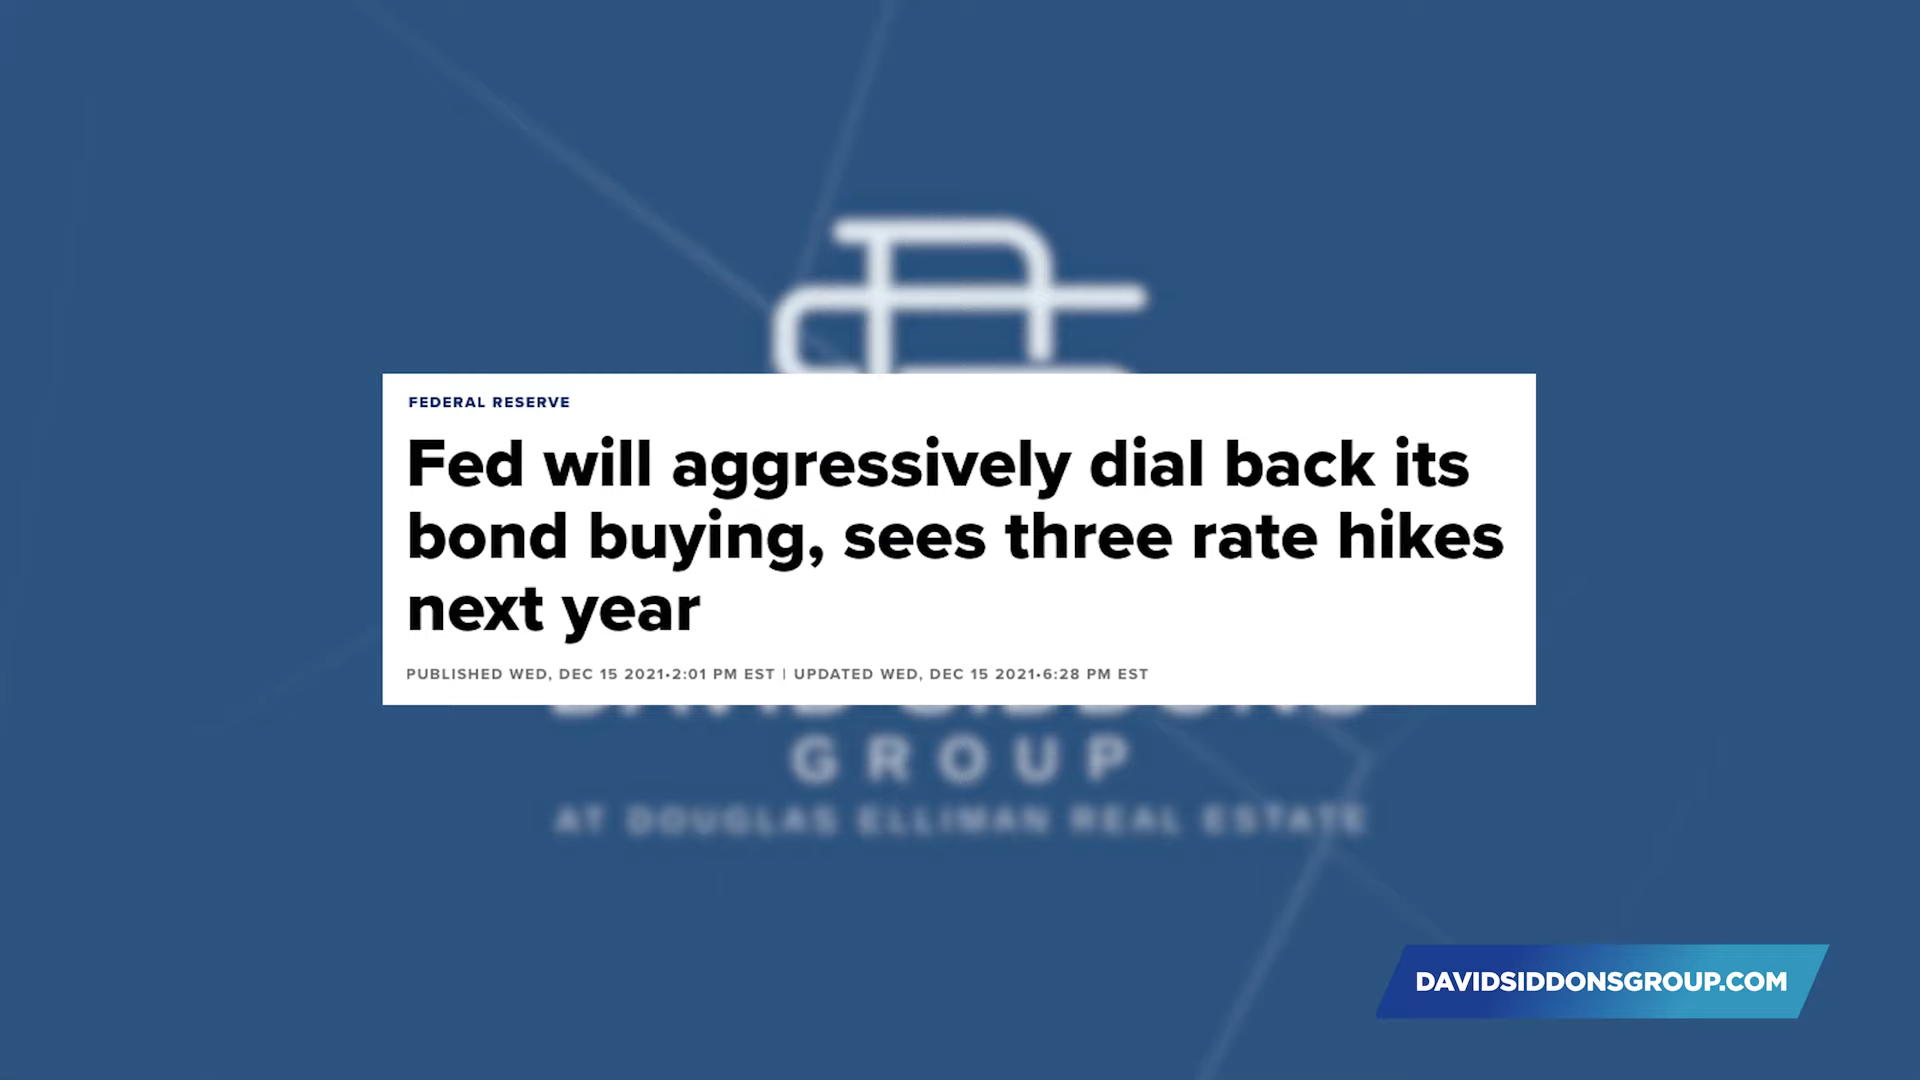 FEDERAL RESERVE
Fed will aggressively dial back its
bond buying, sees three rate hikes
next year
PUBLISHED WED, DEC 15 2021•2:01 PM EST | UPDATED WED, DEC 15 2021•6:28 PM EST
GROUP
AT DOUGLAS ELLIMAN REAL ESTATE
DAVIDSIDDONSGROUP.COM